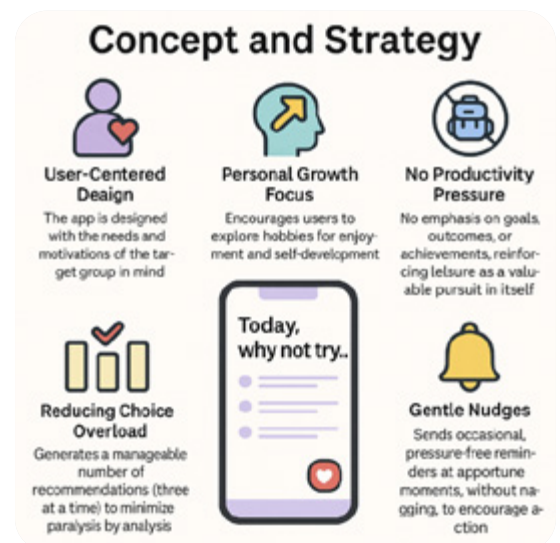 Concept and Strategy
User-Centered
Deaign
The app is designed
with the needs and
motivations of the tar-
get group in mind
Personal Growth
Focus
Encourages users to
explore hobbies for enjoy-
ment and self-development
No Productivity
Pressure
No emphasis on goals,
outcomes, or
achievements, reinfor-
cing lelsure as a valu-
able pursuit in itself
Reducing Choice
Overload
Generates a manageable
number of
recommendations (three
at a time) to minimize
paralysis by analysis
Today,
why not try..
Gentle Nudges
Sends occasional,
pressure-free remin-
ders at apportune
moments, without na-
gging, to encourage a-
ction